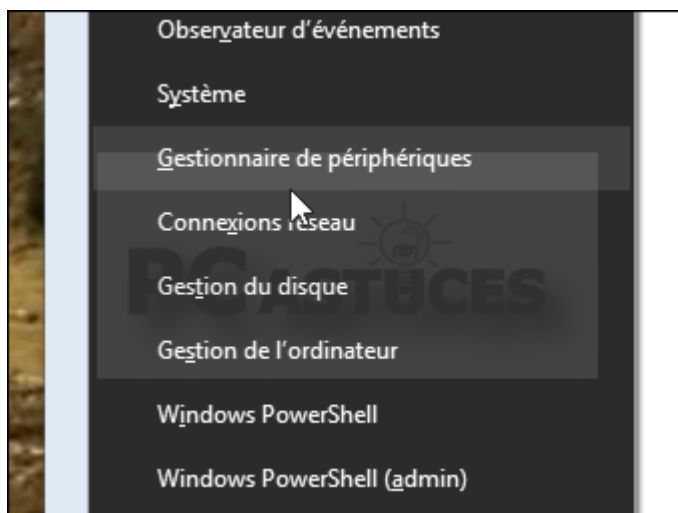 Observateur d'événements
Système
Gestionnaire de périphériques
Connexions réseau
PC ASTUCES
Gestion du disque
Gestion de l'ordinateur
Windows PowerShell
Windows PowerShell (admin)